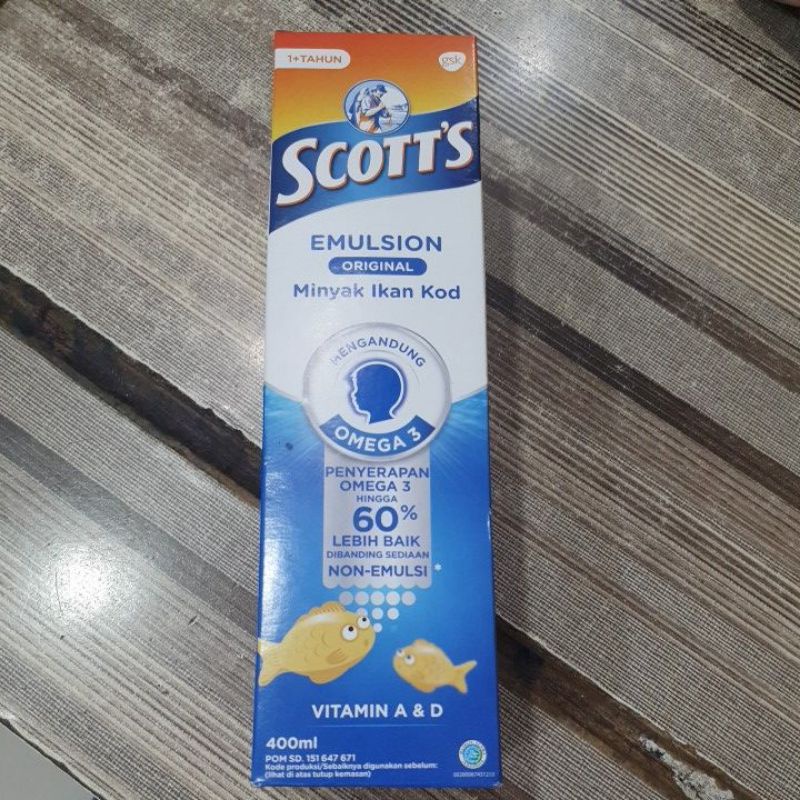 1+TAHUN
gsk
SCOTT'S
EMULSION
ORIGINAL
Minyak Ikan Kod
MENGANDUNG
OMEGA 3
PENYERAPAN
OMEGA 3
HINGGA
60%
LEBIH BAIK
DIBANDING SEDIAAN
NON-EMULSI*
VITAMIN A & D
400ml
POM SD. 151 647 671
Kode produksi/Sebaiknya digunakan sebelum:
(lihat di atas tutup kemasan)